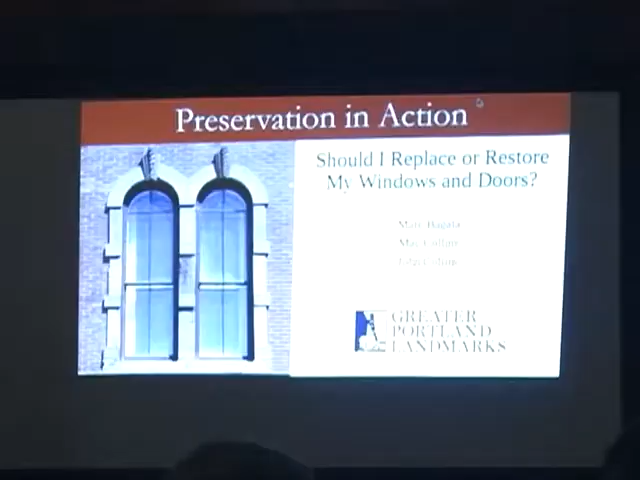 Preservation in Action
Should I Replace or Restore
My Windows and Doors?
GREATER
PORTLAND
LANDMARKS